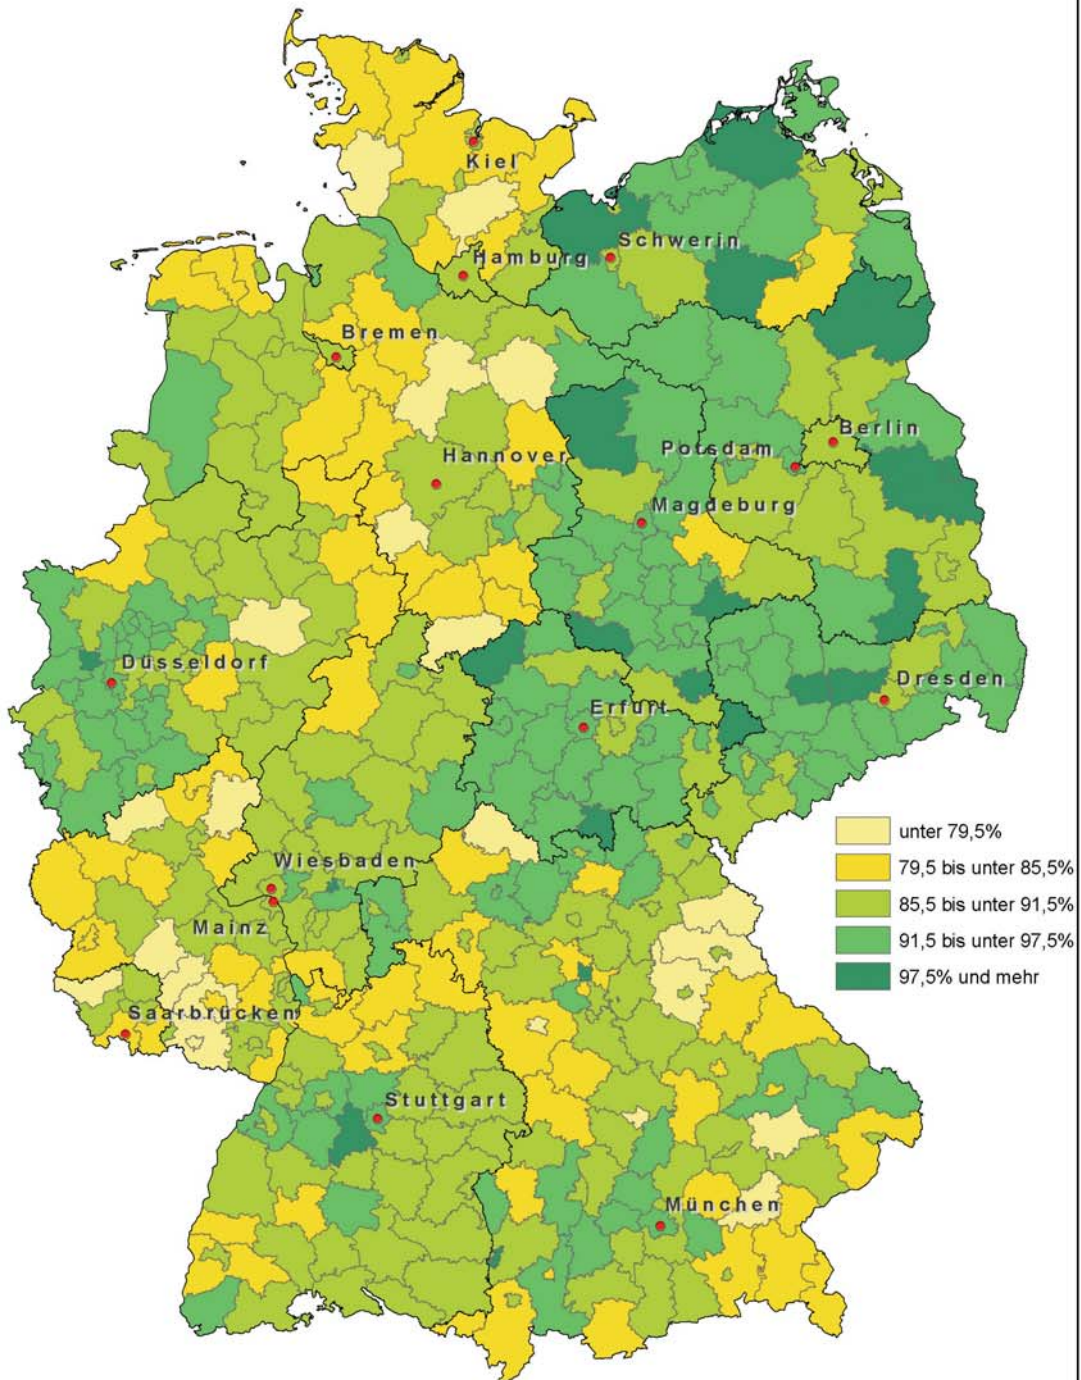 Kiel
Schwerin
Hamburg
Bremen
Berlin
Hannover
Potsdam
Magdeburg
Düsseldorf
Dresden
Erfurt
Wiesbaden
Mainz
Saarbrücken
Stuttgart
München
unter 79,5%
79,5 bis unter 85,5%
85,5 bis unter 91,5%
91,5 bis unter 97,5%
97,5% und mehr